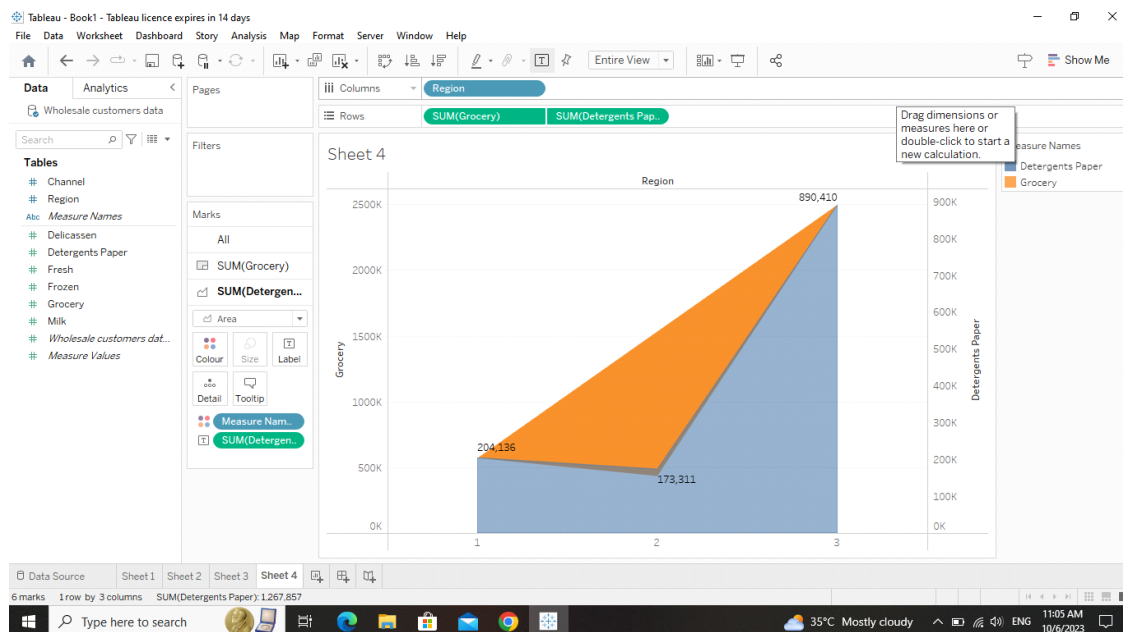 Tableau - Book1 - Tableau licence expires in 14 days
File Data Worksheet Dashboard Story Analysis Map Format Server Window Help
Entire View
Show Me
Data Analytics
Wholesale customers data
Search
Tables
Channel
Region
Abc Measure Names
Delicassen
Detergents Paper
Fresh
Frozen
Grocery
Milk
Wholesale customers dat...
Measure Values
Pages
Filters
Marks
All
SUM(Grocery)
SUM(Detergen...
Area
Colour Size Label
Detail Tooltip
Measure Nam..
SUM(Detergen..
Columns Region
Rows SUM(Grocery) SUM(Detergents Pap..
Drag dimensions or
measures here or
double-click to start a
new calculation.
Sheet 4
Region
2500K
2000K
1500K
1000K
500K
0K
Grocery
890,410
204,136
173,311
1 2 3
900K
800K
700K
600K
500K
400K
300K
200K
100K
0K
Detergents Paper
easure Names
Detergents Paper
Grocery
Data Source Sheet 1 Sheet 2 Sheet 3 Sheet 4
6 marks 1 row by 3 columns SUM(Detergents Paper): 1,267,857
Type here to search
35°C Mostly cloudy
ENG
11:05 AM
10/6/2023